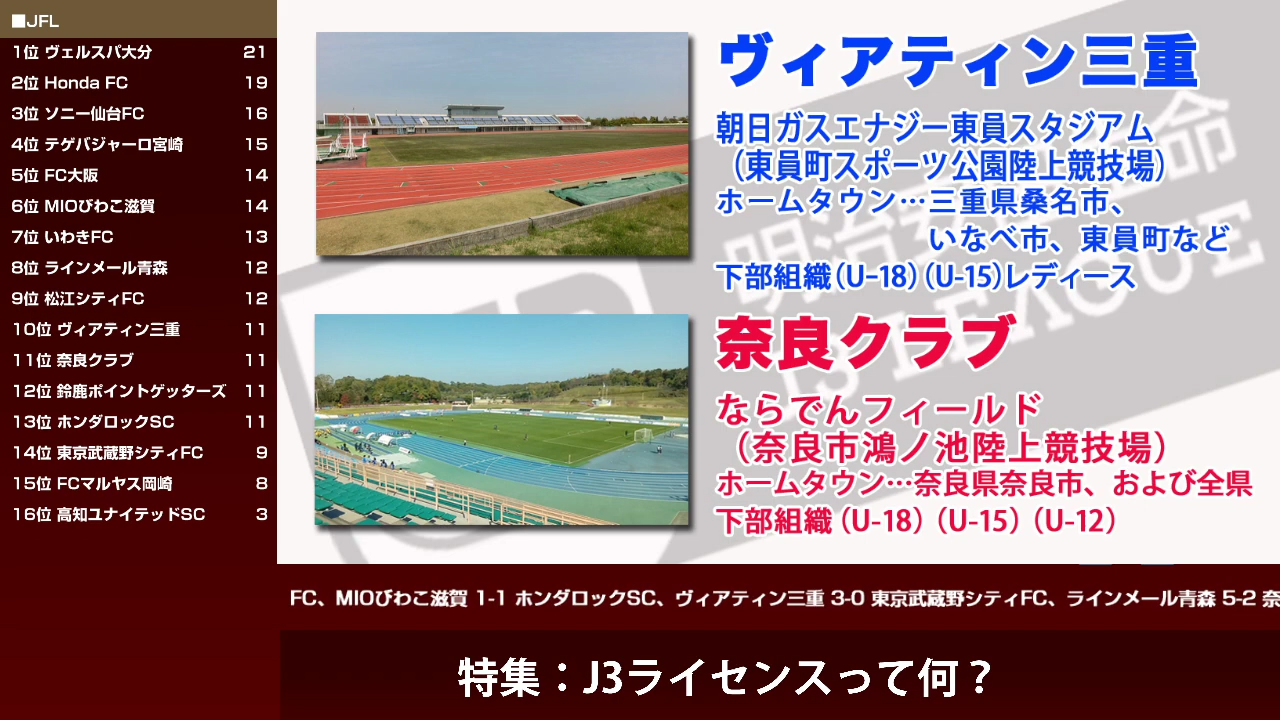 ■JFL
1位 ヴェルスパ大分 21
2位 Honda FC 19
3位 ソニー仙台FC 16
4位 テゲバジャーロ宮崎 15
5位 FC大阪 14
6位 MIOびわこ滋賀 14
7位 いわきFC 13
8位 ラインメール青森 12
9位 松江シティFC 12
10位 ヴィアティン三重 11
11位 奈良クラブ 11
12位 鈴鹿ポイントゲッターズ 11
13位 ホンダロックSC 11
14位 東京武蔵野シティFC 9
15位 FCマルヤス岡崎 8
16位 高知ユナイテッドSC 3
ヴィアティン三重
朝日ガスエナジー東員スタジアム
（東員町スポーツ公園陸上競技場）
ホームタウン…三重県桑名市、
いなべ市、東員町など
下部組織（U-18）（U-15）レディース
奈良クラブ
ならでんフィールド
（奈良市鴻ノ池陸上競技場）
ホームタウン…奈良県奈良市、および全県
下部組織（U-18）（U-15）（U-12）
FC、MIOびわこ滋賀 1-1 ホンダロックSC、ヴィアティン三重 3-0 東京武蔵野シティFC、ラインメール青森 5-2 奈
特集：J3ライセンスって何？